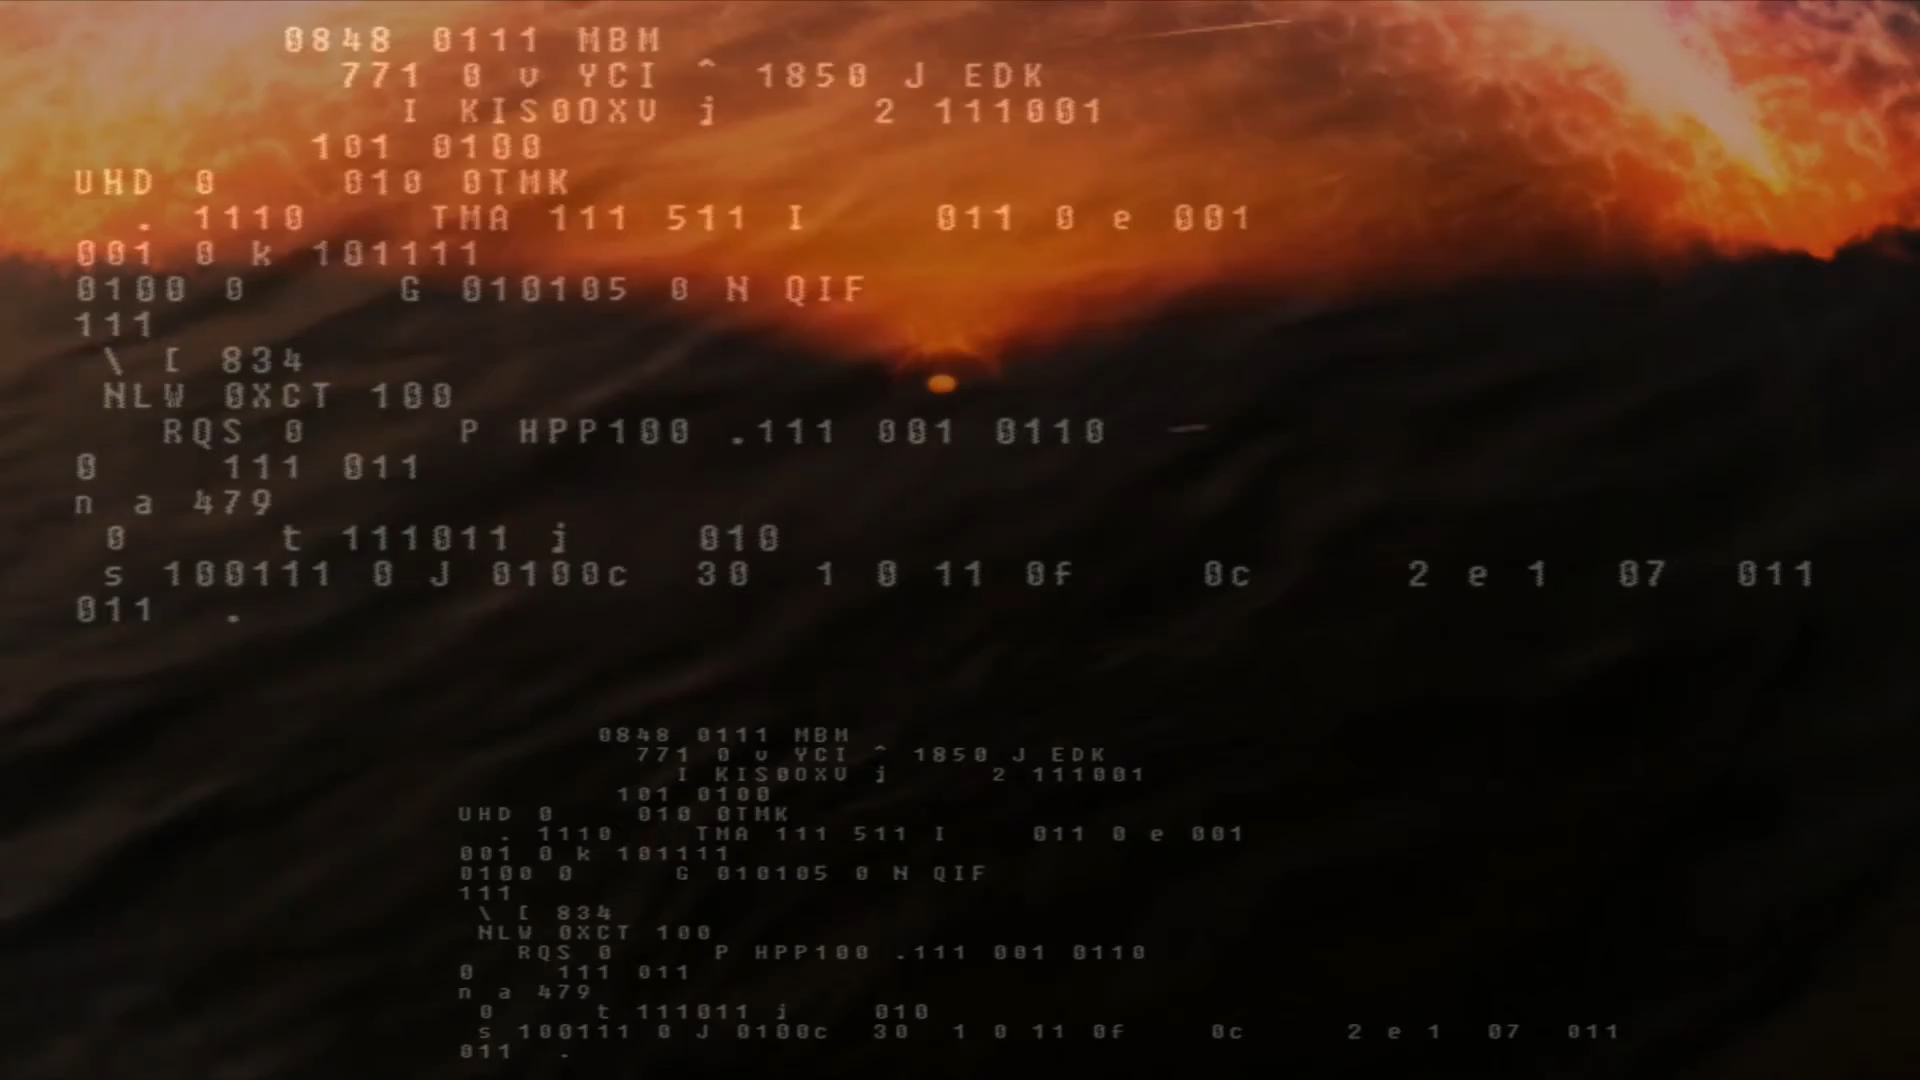 0848 0111 MBM
771 0 v YCI ^ 1850 J EDK
I KIS0OXV j 2 111001
101 0100
UHD 0 010 0TMK
. 1110 TMA 111 511 I 011 0 e 001
001 0 k 101111
0100 0 G 010105 0 N QIF
111
\ [ 834
NLW 0XCT 100
RQS 0 P HPP100 .111 001 0110
0 111 011
n a 479
0 t 111011 j 010
s 100111 0 J 0100c 30 1 0 11 0f 0c 2 e 1 07 011
011 .
0848 0111 MBM
771 0 v YCI ^ 1850 J EDK
I KIS0OXV j 2 111001
101 0100
UHD 0 010 0TMK
. 1110 TMA 111 511 I 011 0 e 001
001 0 k 101111
0100 0 G 010105 0 N QIF
111
\ [ 834
NLW 0XCT 100
RQS 0 P HPP100 .111 001 0110
0 111 011
n a 479
0 t 111011 j 010
s 100111 0 J 0100c 30 1 0 11 0f 0c 2 e 1 07 011
011 .